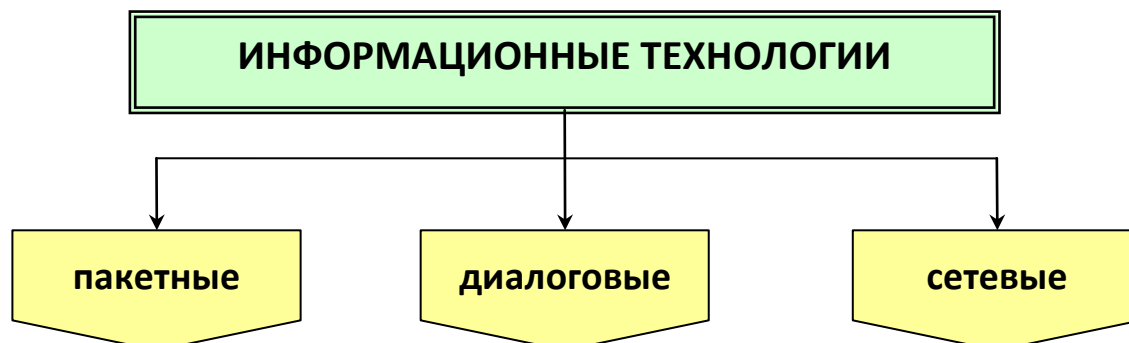 ИНФОРМАЦИОННЫЕ ТЕХНОЛОГИИ
пакетные
диалоговые
сетевые